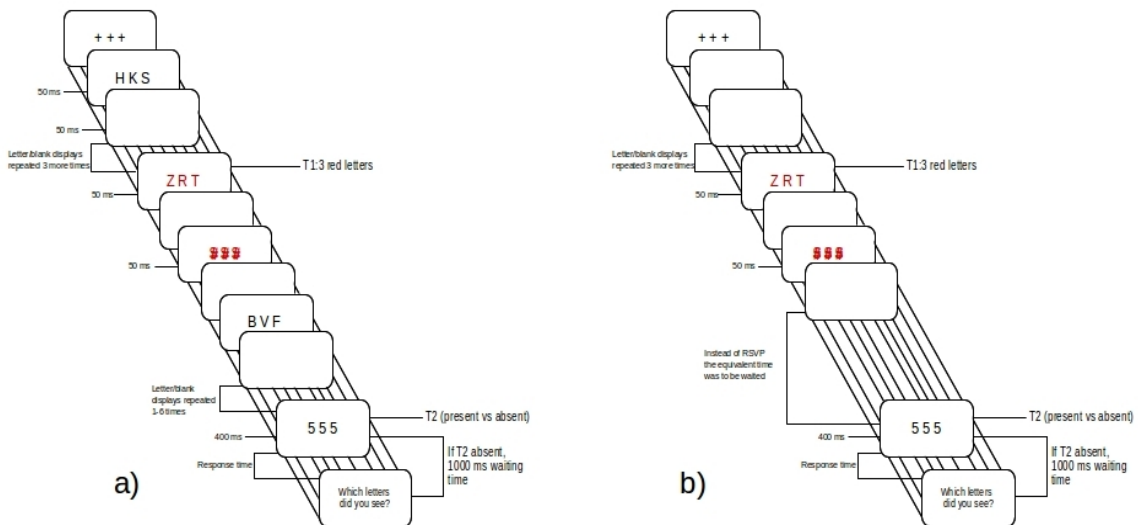 + + +
H K S
50 ms
50 ms
Letter/blank displays
repeated 3 more times
T1:3 red letters
Z R T
50 ms
50 ms
B V F
Letter/blank
displays repeated
1-6 times
T2 (present vs absent)
5 5 5
400 ms
If T2 absent,
1000 ms waiting
time
Response time
Which letters
did you see?
a)
+ + +
Letter/blank displays
repeated 3 more times
T1:3 red letters
Z R T
50 ms
50 ms
Instead of RSVP
the equivalent time
was to be waited
T2 (present vs absent)
5 5 5
400 ms
If T2 absent,
1000 ms waiting
time
Response time
Which letters
did you see?
b)